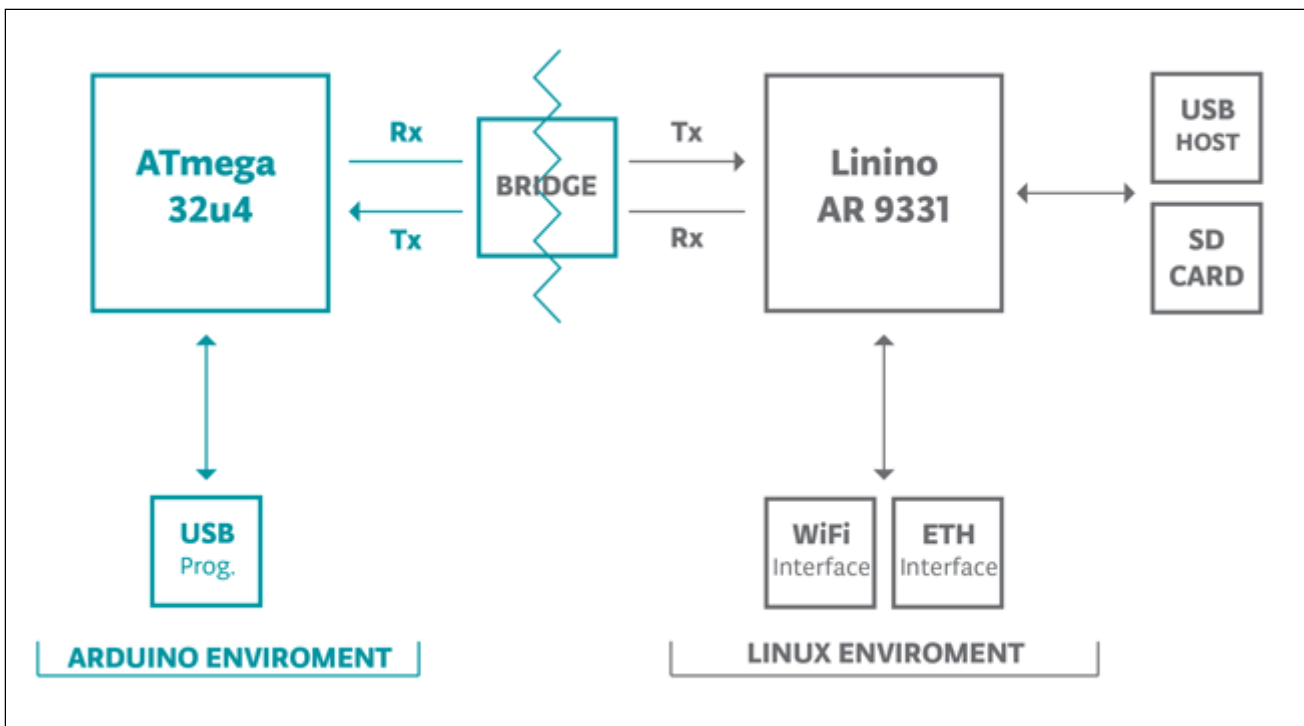 ATmega
32u4
Rx
Tx
BRIDGE
Tx
Rx
Linino
AR 9331
USB
HOST
SD
CARD
USB
Prog.
WiFi
Interface
ETH
Interface
ARDUINO ENVIROMENT
LINUX ENVIROMENT